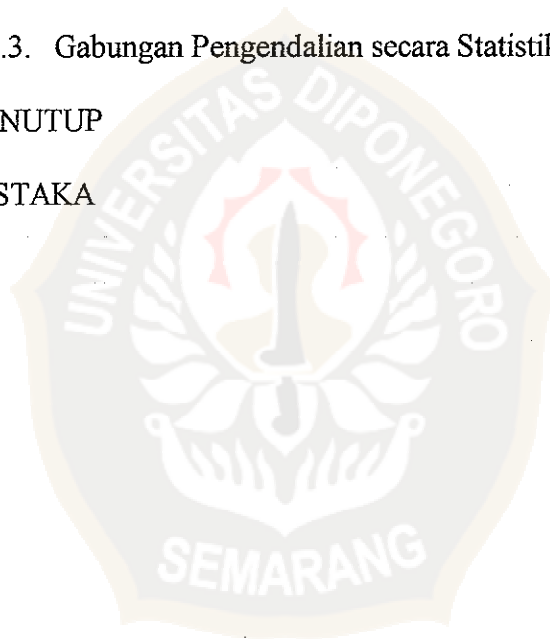 .3. Gabungan Pengendalian secara Statistik
NUTUP
STAKA
UNIVERSITAS DIPONEGORO
SEMARANG